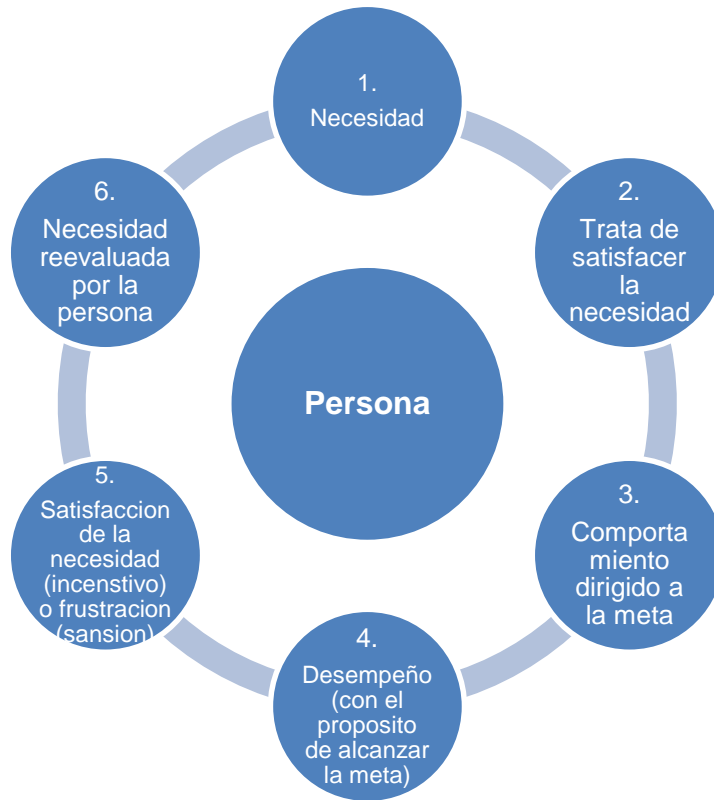 1.
Necesidad
2.
Trata de
satisfacer
la
necesidad
3.
Comporta
miento
dirigido a
la meta
4.
Desempeño
(con el
proposito
de alcanzar
la meta)
5.
Satisfaccion
de la
necesidad
(incenstivo)
o frustracion
(sansion)
6.
Necesidad
reevaluada
por la
persona
Persona